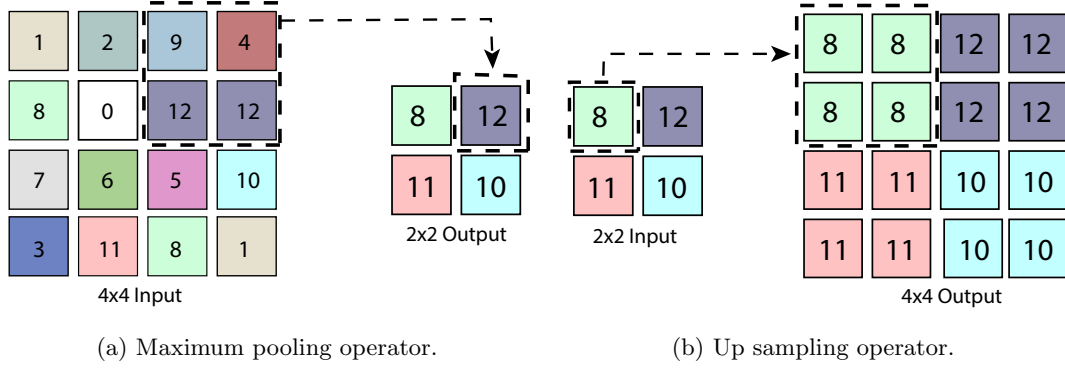 1 2 9 4
8 0 12 12
7 6 5 10
3 11 8 1
4x4 Input
8 12
11 10
2x2 Output
8 12
11 10
2x2 Input
8 8 12 12
8 8 12 12
11 11 10 10
11 11 10 10
4x4 Output
(a) Maximum pooling operator.
(b) Up sampling operator.